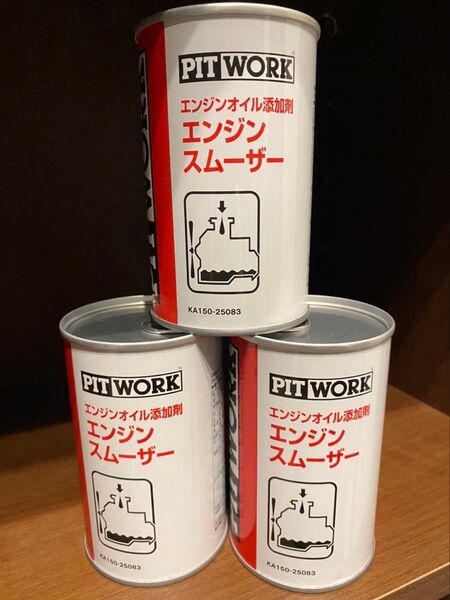 PIT WORK
エンジンオイル添加剤
エンジン
スムーザー
KA150-25083
PIT WORK
エンジンオイル添加剤
エンジン
スムーザー
KA150-25083
PIT WORK
エンジンオイル添加剤
エンジン
スムーザー
KA150-25083